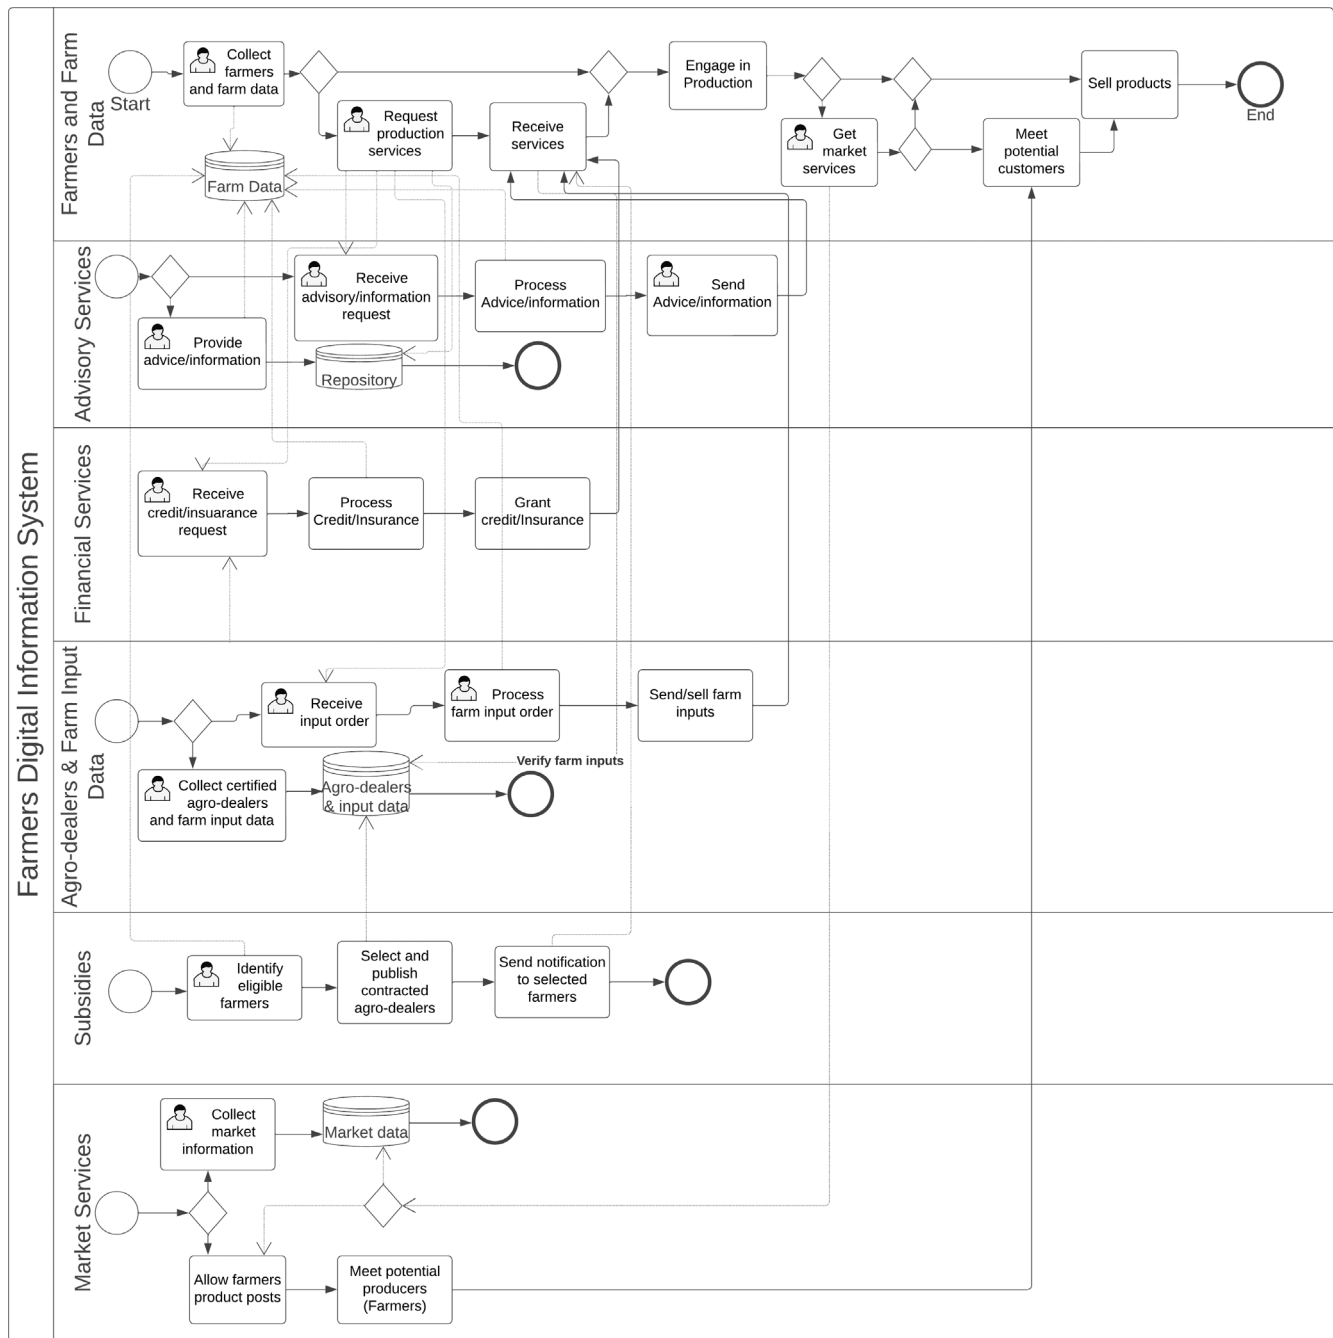 Farmers Digital Information System
Farmers and Farm
Data
Start
Collect
farmers
and farm data
Request
production
services
Receive
services
Engage in
Production
Get
market
services
Meet
potential
customers
Sell products
End
Farm Data
Advisory Services
Receive
advisory/information
request
Process
Advice/information
Send
Advice/information
Provide
advice/information
Repository
Financial Services
Receive
credit/insuarance
request
Process
Credit/Insurance
Grant
credit/Insurance
Agro-dealers & Farm Input
Data
Receive
input order
Process
farm input order
Send/sell farm
inputs
Collect certified
agro-dealers
and farm input data
Agro-dealers
& input data
Verify farm inputs
Subsidies
Identify
eligible
farmers
Select and
publish
contracted
agro-dealers
Send notification
to selected
farmers
Market Services
Collect
market
information
Market data
Allow farmers
product posts
Meet potential
producers
(Farmers)